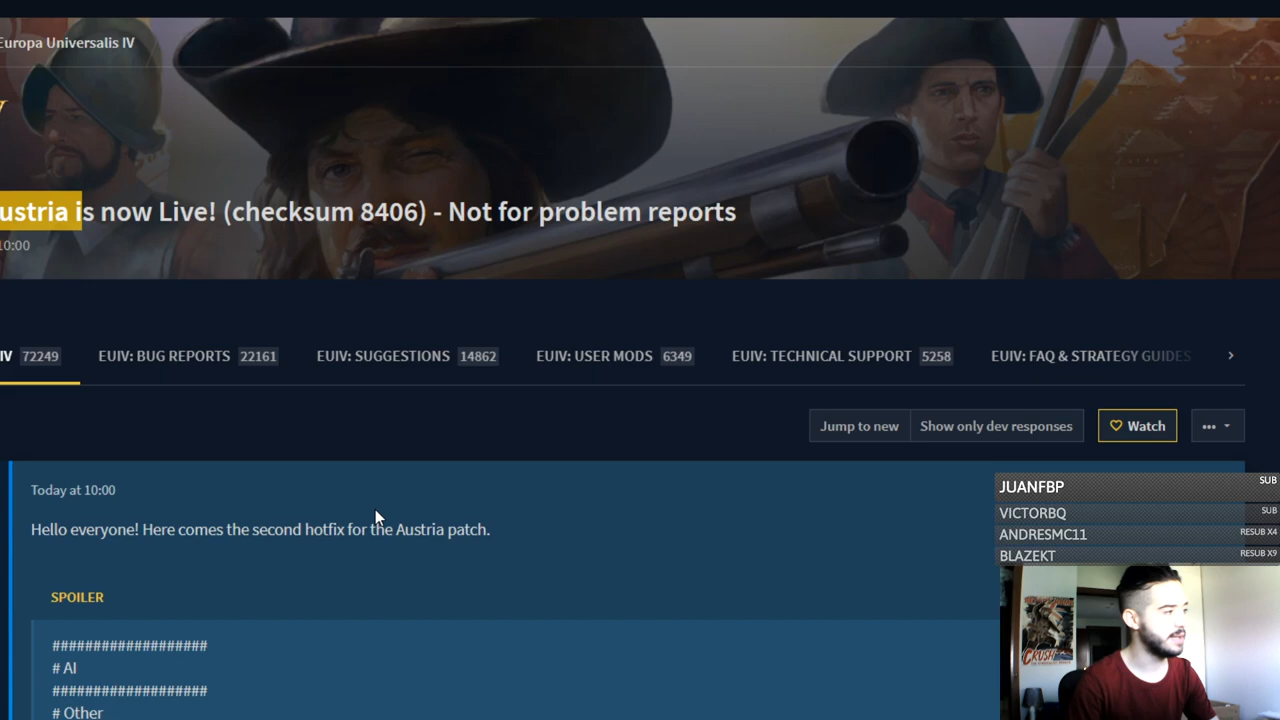 Europa Universalis IV
ustria is now Live! (checksum 8406) - Not for problem reports
10:00
IV 72249 EUIV: BUG REPORTS 22161 EUIV: SUGGESTIONS 14862 EUIV: USER MODS 6349 EUIV: TECHNICAL SUPPORT 5258 EUIV: FAQ & STRATEGY GUIDES
Jump to new Show only dev responses Watch
Today at 10:00
Hello everyone! Here comes the second hotfix for the Austria patch.
SPOILER
###################
# AI
###################
# Other
JUANFBP SUB
VICTORBQ SUB
ANDRESMC11 RESUB X4
BLAZEKT RESUB X9